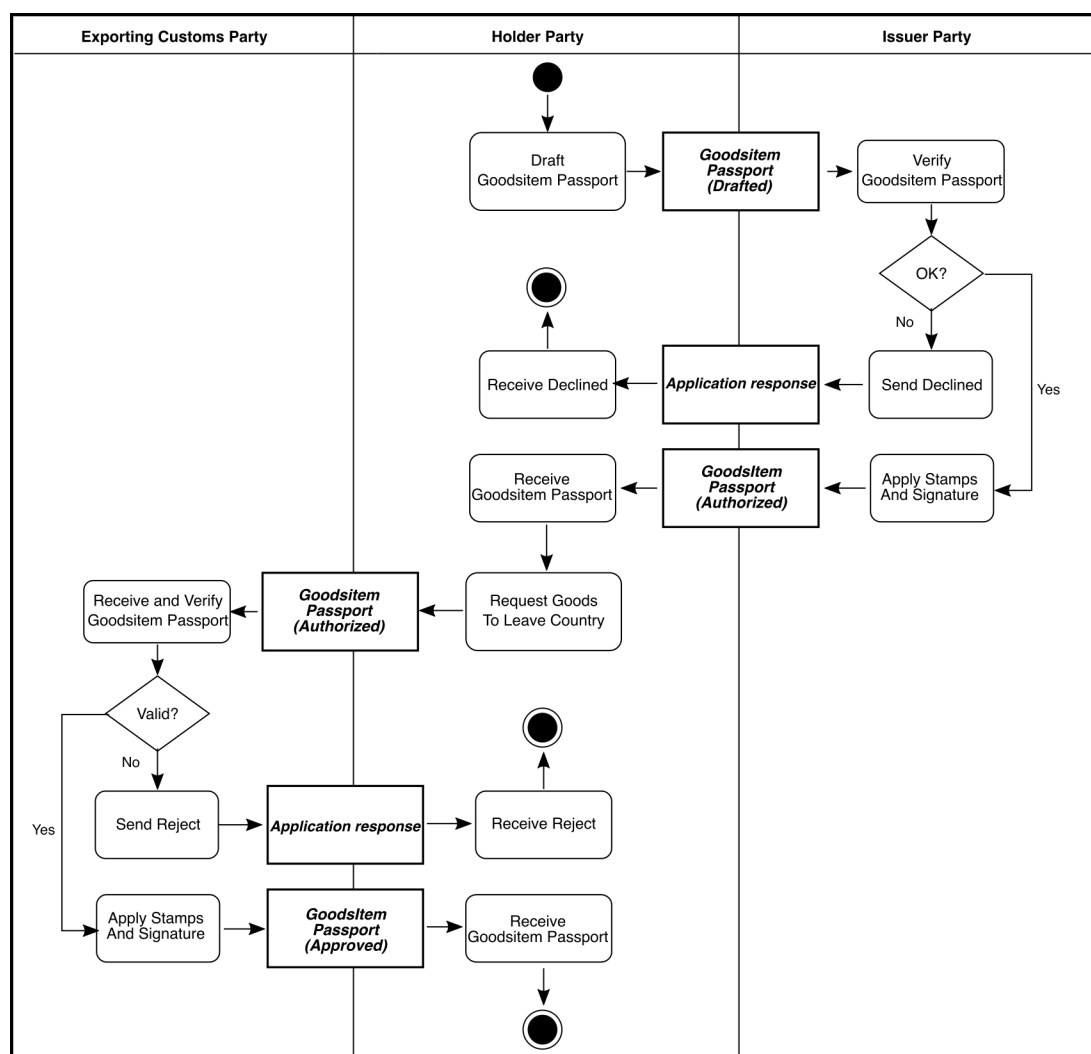 Exporting Customs Party
Holder Party
Issuer Party
Draft
Goodsitem Passport
Goodsitem
Passport
(Drafted)
Verify
Goodsitem Passport
OK?
No
Yes
Receive Declined
Application response
Send Declined
Receive
Goodsitem Passport
GoodsItem
Passport
(Authorized)
Apply Stamps
And Signature
Receive and Verify
Goodsitem Passport
Goodsitem
Passport
(Authorized)
Request Goods
To Leave Country
Valid?
No
Yes
Send Reject
Application response
Receive Reject
Apply Stamps
And Signature
GoodsItem
Passport
(Approved)
Receive
Goodsitem Passport